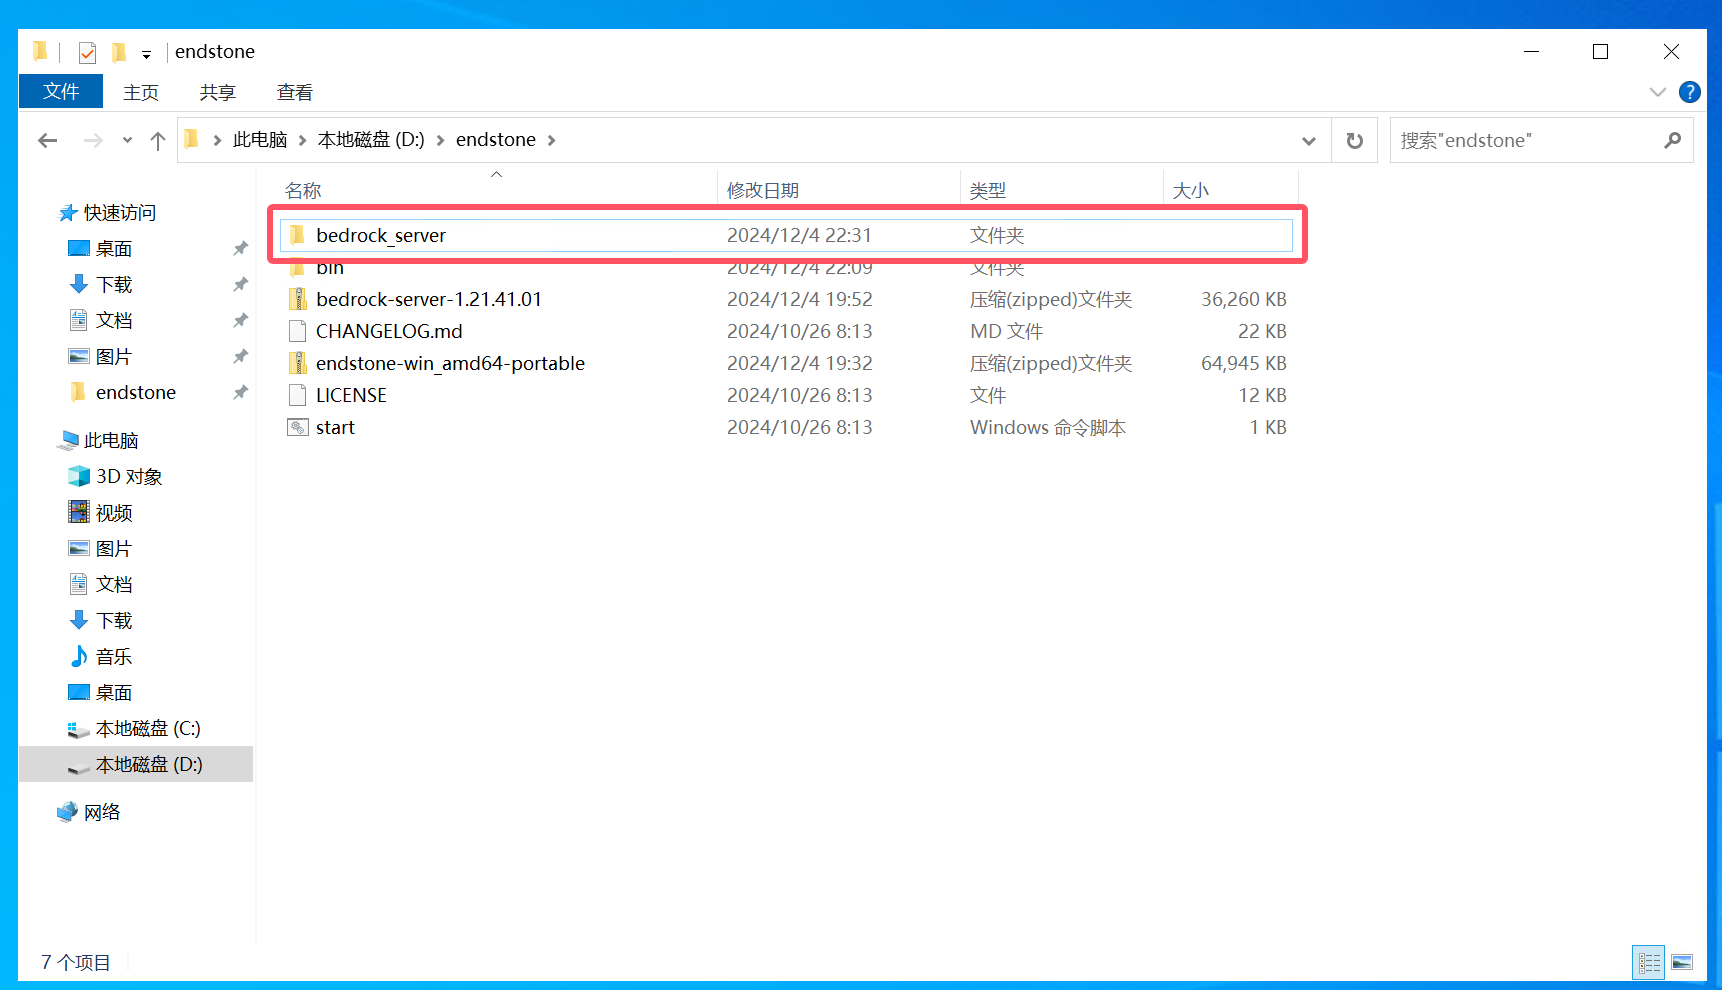 endstone
文件 主页 共享 查看
此电脑 本地磁盘 (D:) endstone 搜索"endstone"
名称 修改日期 类型 大小
快速访问
桌面
下载
文档
图片
endstone
此电脑
3D 对象
视频
图片
文档
下载
音乐
桌面
本地磁盘 (C:)
本地磁盘 (D:)
网络
bedrock_server 2024/12/4 22:31 文件夹
bin 2024/12/4 22:09 文件夹
bedrock-server-1.21.41.01 2024/12/4 19:52 压缩(zipped)文件夹 36,260 KB
CHANGELOG.md 2024/10/26 8:13 MD 文件 22 KB
endstone-win_amd64-portable 2024/12/4 19:32 压缩(zipped)文件夹 64,945 KB
LICENSE 2024/10/26 8:13 文件 12 KB
start 2024/10/26 8:13 Windows 命令脚本 1 KB
7 个项目